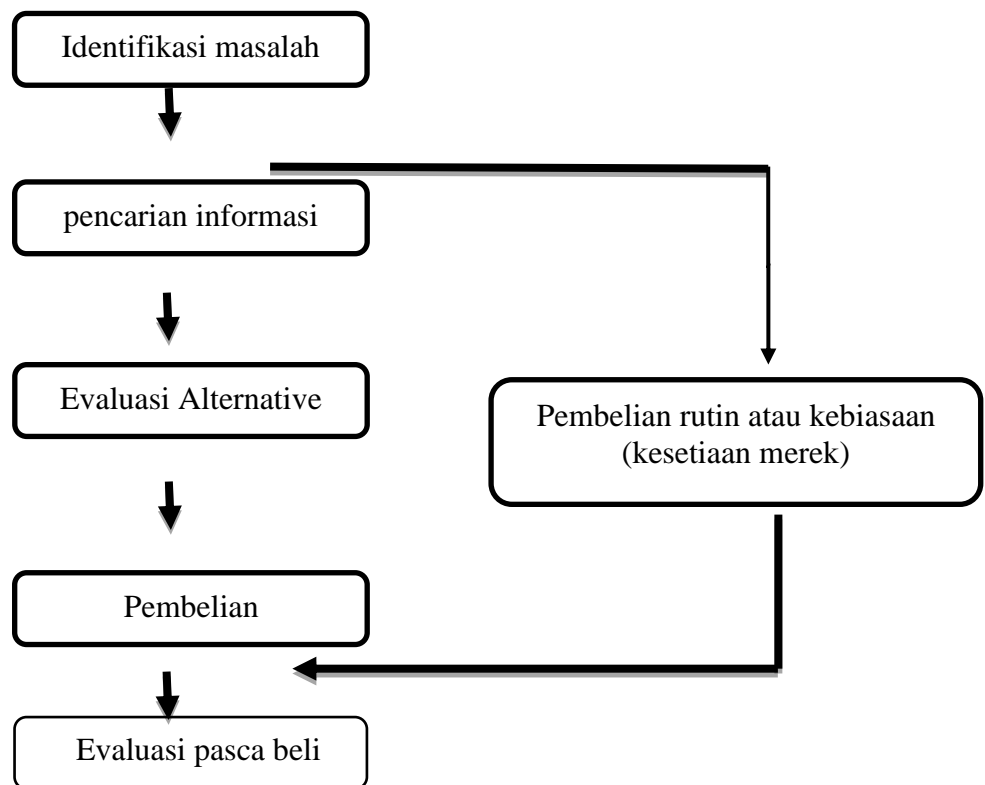 Identifikasi masalah
pencarian informasi
Evaluasi Alternative
Pembelian rutin atau kebiasaan
(kesetiaan merek)
Pembelian
Evaluasi pasca beli